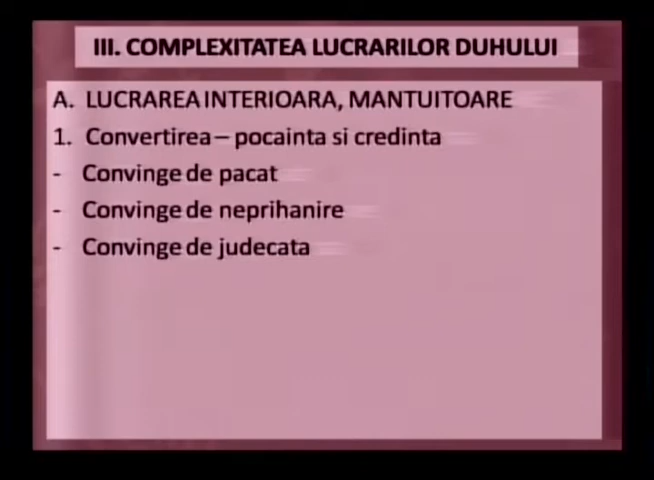 III. COMPLEXITATEA LUCRARILOR DUHULUI
A. LUCRAREA INTERIOARA, MANTUITOARE
1. Convertirea – pocainta si credinta
- Convinge de pacat
- Convinge de neprihanire
- Convinge de judecata